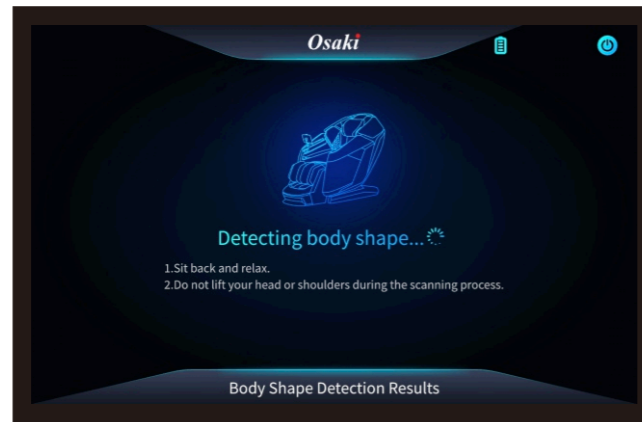 Osaki
Detecting body shape...
1.Sit back and relax.
2.Do not lift your head or shoulders during the scanning process.
Body Shape Detection Results